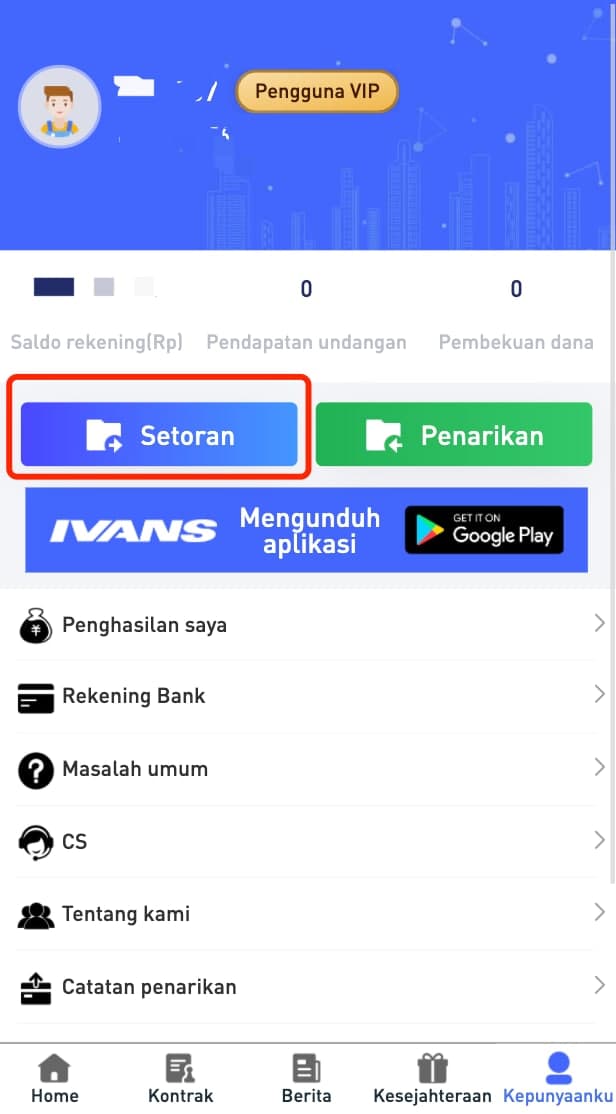 Pengguna VIP
0
0
Saldo rekening(Rp)
Pendapatan undangan
Pembekuan dana
Setoran
Penarikan
IVANS
Mengunduh
aplikasi
GET IT ON
Google Play
Penghasilan saya
Rekening Bank
Masalah umum
CS
Tentang kami
Catatan penarikan
Home
Kontrak
Berita
Kesejahteraan
Kepunyaanku